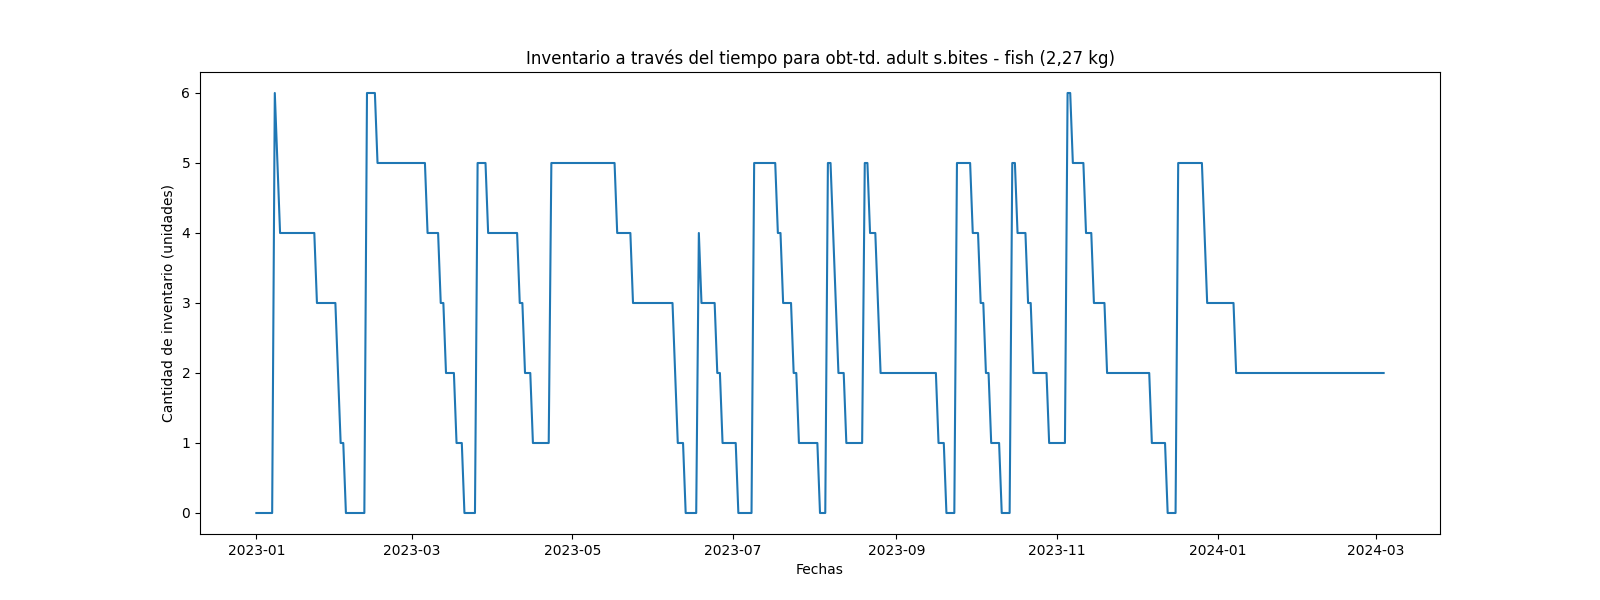 Inventario a través del tiempo para obt-td. adult s.bites - fish (2,27 kg)
Cantidad de inventario (unidades)
6
5
4
3
2
1
0
2023-01 2023-03 2023-05 2023-07 2023-09 2023-11 2024-01 2024-03
Fechas